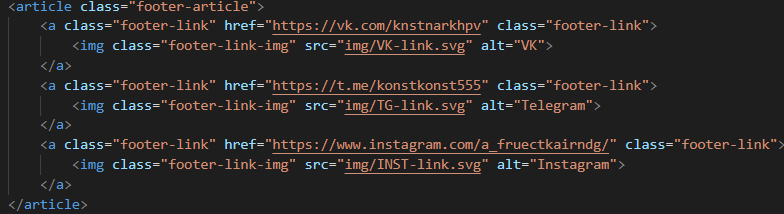 <article class="footer-article">
<a class="footer-link" href="https://vk.com/knstnarkhpv" class="footer-link">
<img class="footer-link-img" src="img/VK-link.svg" alt="VK">
</a>
<a class="footer-link" href="https://t.me/konstkonst555" class="footer-link">
<img class="footer-link-img" src="img/TG-link.svg" alt="Telegram">
</a>
<a class="footer-link" href="https://www.instagram.com/a_fruectkairndg/" class="footer-link">
<img class="footer-link-img" src="img/INST-link.svg" alt="Instagram">
</a>
</article>